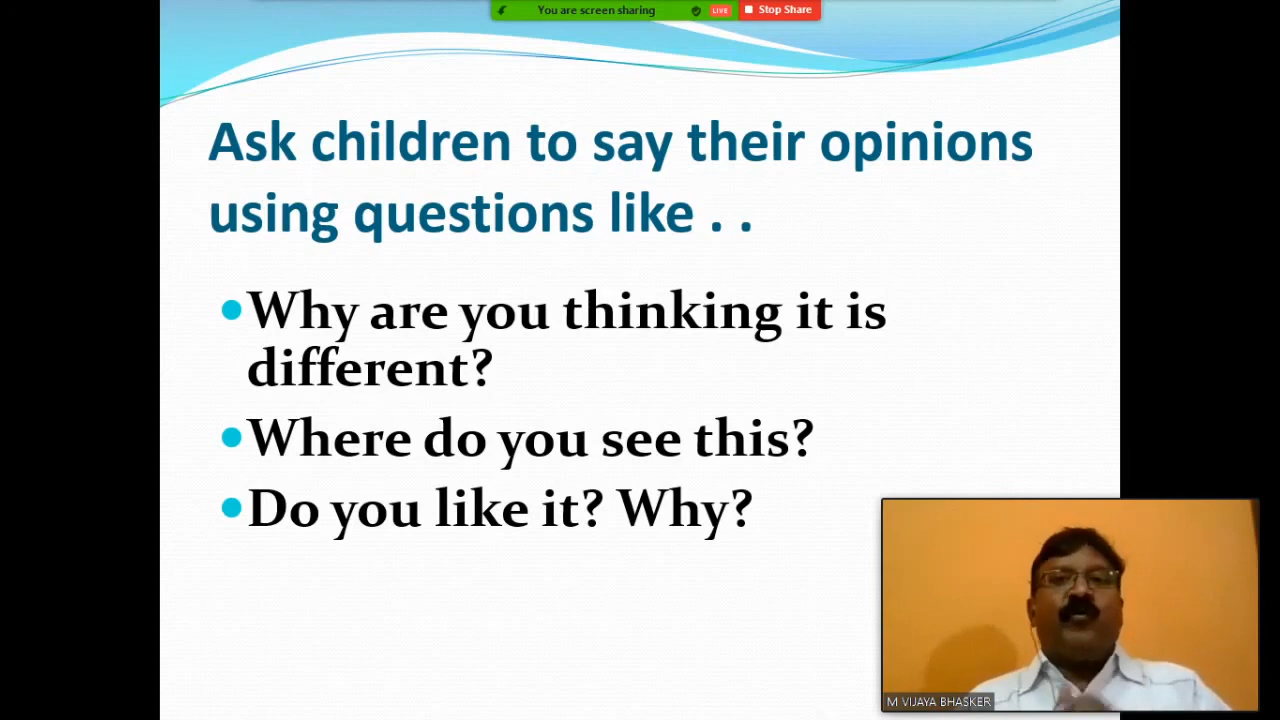 You are screen sharing LIVE Stop Share
Ask children to say their opinions
using questions like . .
•Why are you thinking it is
different?
•Where do you see this?
•Do you like it? Why?
M VIJAYA BHASKER